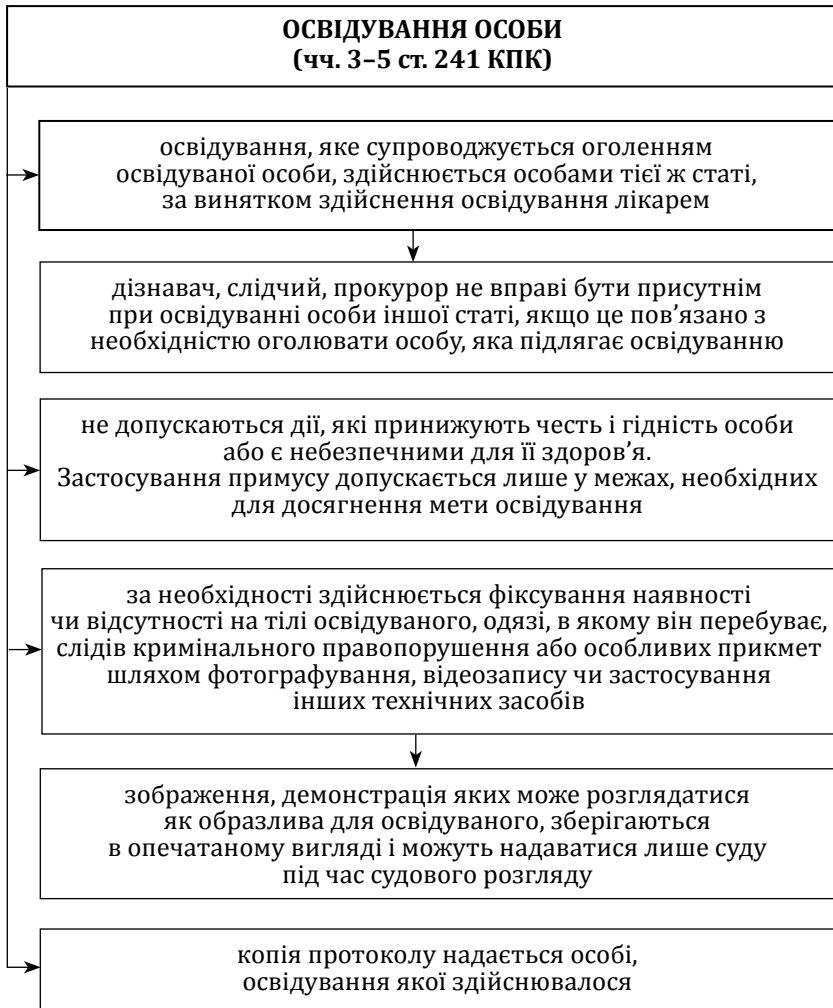 ОСВІДУВАННЯ ОСОБИ
(чч. 3–5 ст. 241 КПК)
освідування, яке супроводжується оголенням
освідуваної особи, здійснюється особами тієї ж статі,
за винятком здійснення освідування лікарем
дізнавач, слідчий, прокурор не вправі бути присутнім
при освідуванні особи іншої статі, якщо це пов’язано з
необхідністю оголювати особу, яка підлягає освідуванню
не допускаються дії, які принижують честь і гідність особи
або є небезпечними для її здоров’я.
Застосування примусу допускається лише у межах, необхідних
для досягнення мети освідування
за необхідності здійснюється фіксування наявності
чи відсутності на тілі освідуваного, одязі, в якому він перебуває,
слідів кримінального правопорушення або особливих прикмет
шляхом фотографування, відеозапису чи застосування
інших технічних засобів
зображення, демонстрація яких може розглядатися
як образлива для освідуваного, зберігаються
в опечатаному вигляді і можуть надаватися лише суду
під час судового розгляду
копія протоколу надається особі,
освідування якої здійснювалося